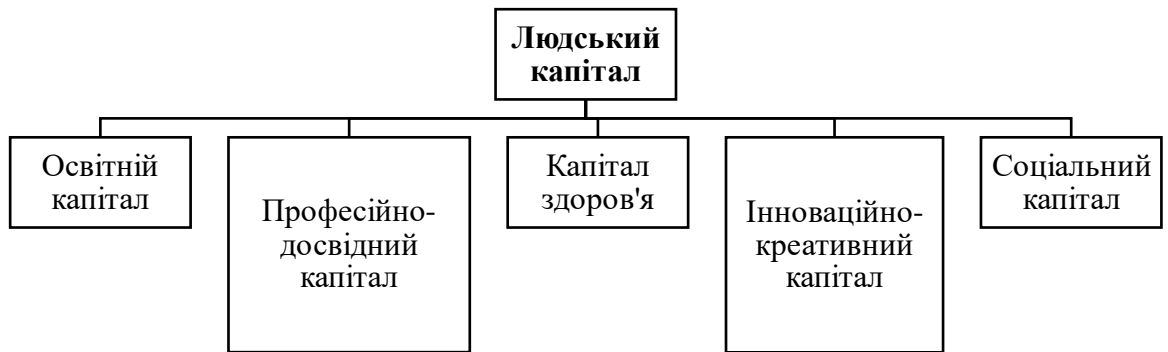 Людський
капітал
Освітній
капітал
Професійно-
досвідний
капітал
Капітал
здоров'я
Інноваційно-
креативний
капітал
Соціальний
капітал